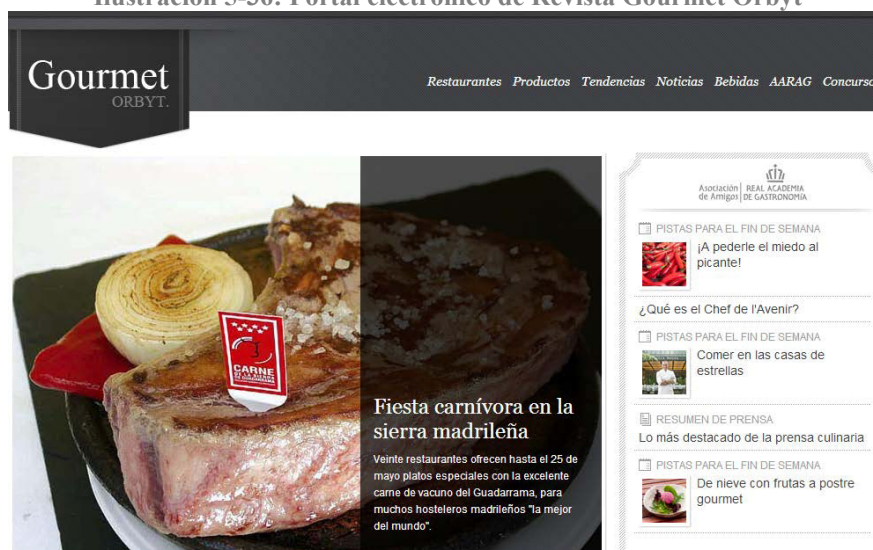 Ilustración 3-36: Portal electrónico de Revista Gourmet Orbyt
Gourmet
ORBYT.
Restaurantes Productos Tendencias Noticias Bebidas AARAG Concurso
Asociación REAL ACADEMIA
de Amigos DE GASTRONOMÍA
PISTAS PARA EL FIN DE SEMANA
¡A pederle el miedo al
picante!
¿Qué es el Chef de l'Avenir?
PISTAS PARA EL FIN DE SEMANA
Comer en las casas de
estrellas
RESUMEN DE PRENSA
Lo más destacado de la prensa culinaria
PISTAS PARA EL FIN DE SEMANA
De nieve con frutas a postre
gourmet
CARNE
DE LA SIERRA
DE GUADARRAMA
Fiesta carnívora en la
sierra madrileña
Veinte restaurantes ofrecen hasta el 25 de
mayo platos especiales con la excelente
carne de vacuno del Guadarrama, para
muchos hosteleros madrileños "la mejor
del mundo".